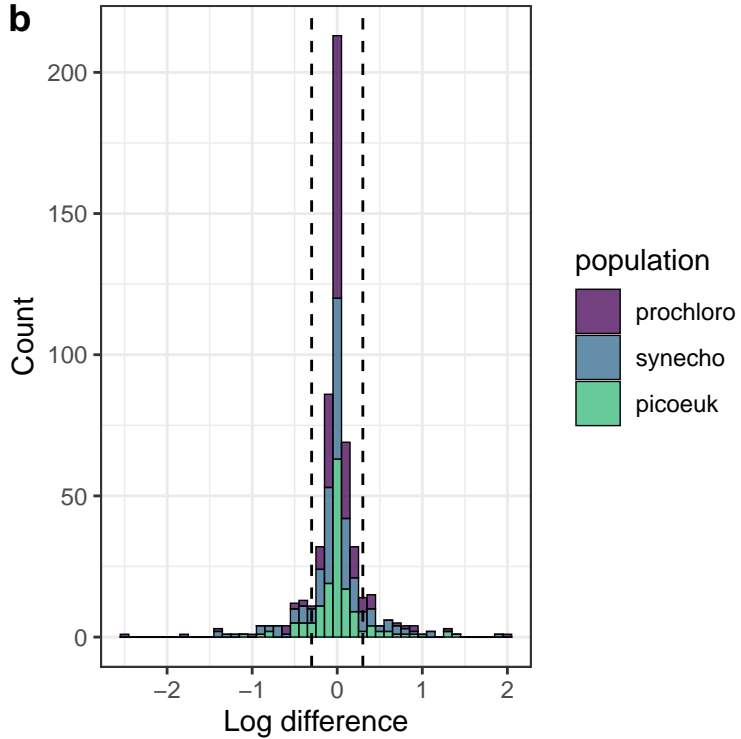 b
200
150
100
50
0
Count
−2 −1 0 1 2
Log difference
population
prochloro
synecho
picoeuk